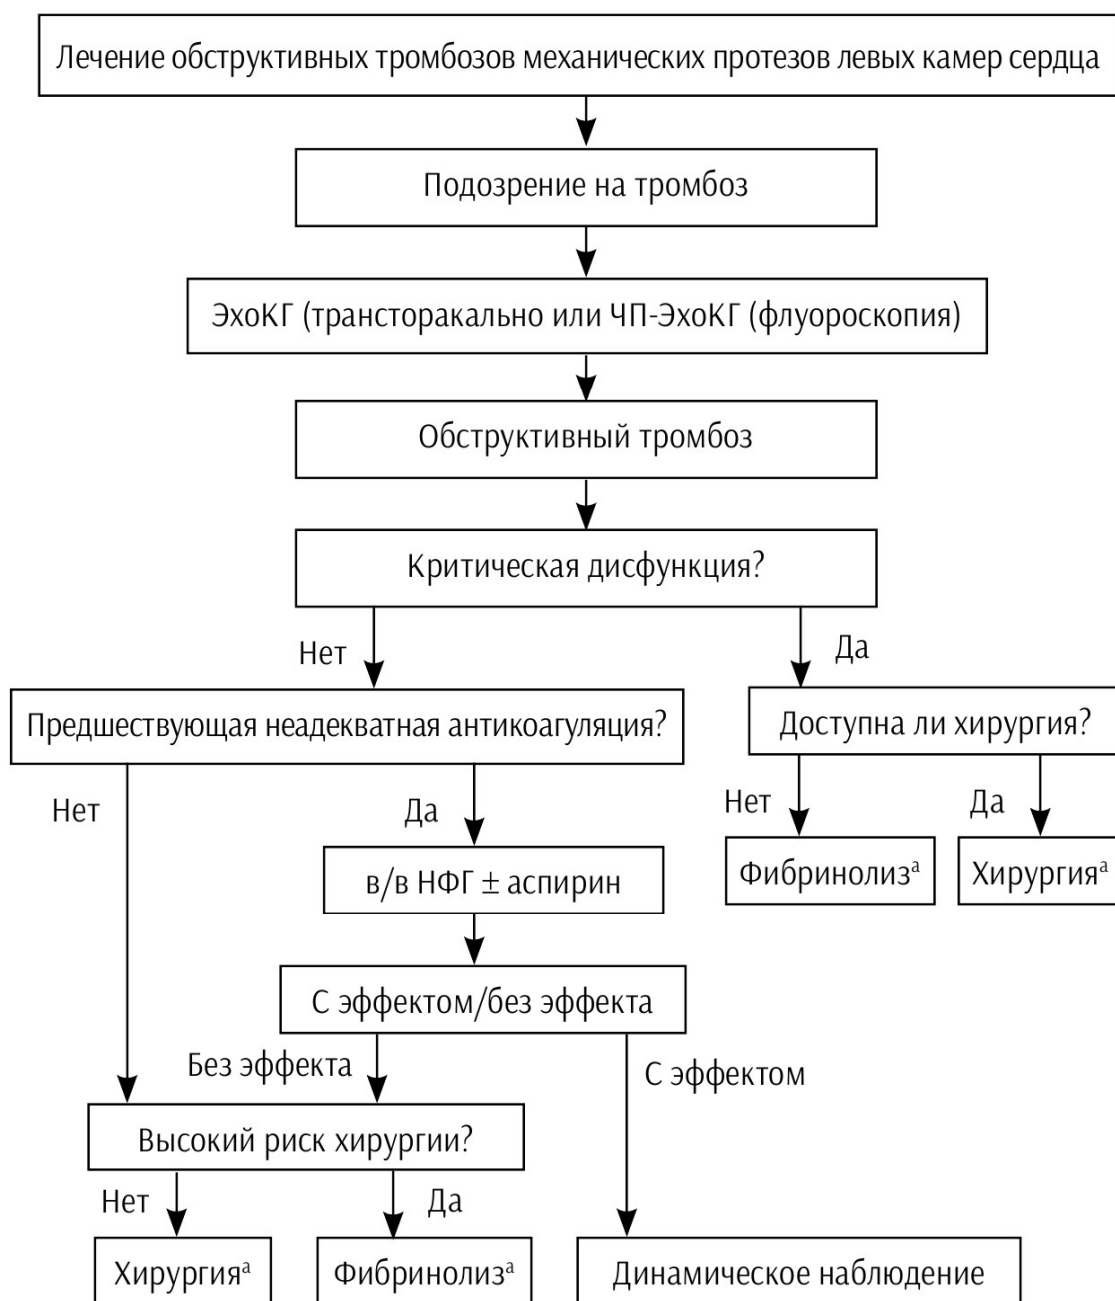 Лечение обструктивных тромбозов механических протезов левых камер сердца
Подозрение на тромбоз
ЭхоКГ (трансторакально или ЧП-ЭхоКГ (флуороскопия)
Обструктивный тромбоз
Критическая дисфункция?
Нет
Да
Предшествующая неадекватная антикоагуляция?
Доступна ли хирургия?
Нет
Да
Нет
Да
в/в НФГ ± аспирин
Фибринолизᵃ
Хирургияᵃ
С эффектом/без эффекта
Без эффекта
С эффектом
Высокий риск хирургии?
Нет
Да
Хирургияᵃ
Фибринолизᵃ
Динамическое наблюдение